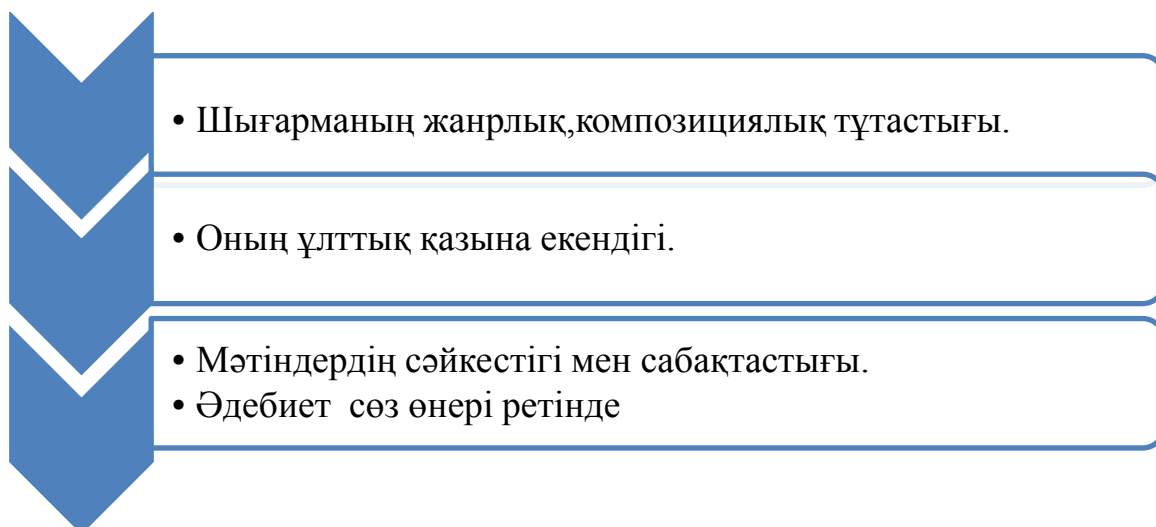 • Шығарманың жанрлық,композициялық тұтастығы.
• Оның ұлттық қазына екендігі.
• Мәтіндердің сәйкестігі мен сабақтастығы.
• Әдебиет  сөз өнері ретінде